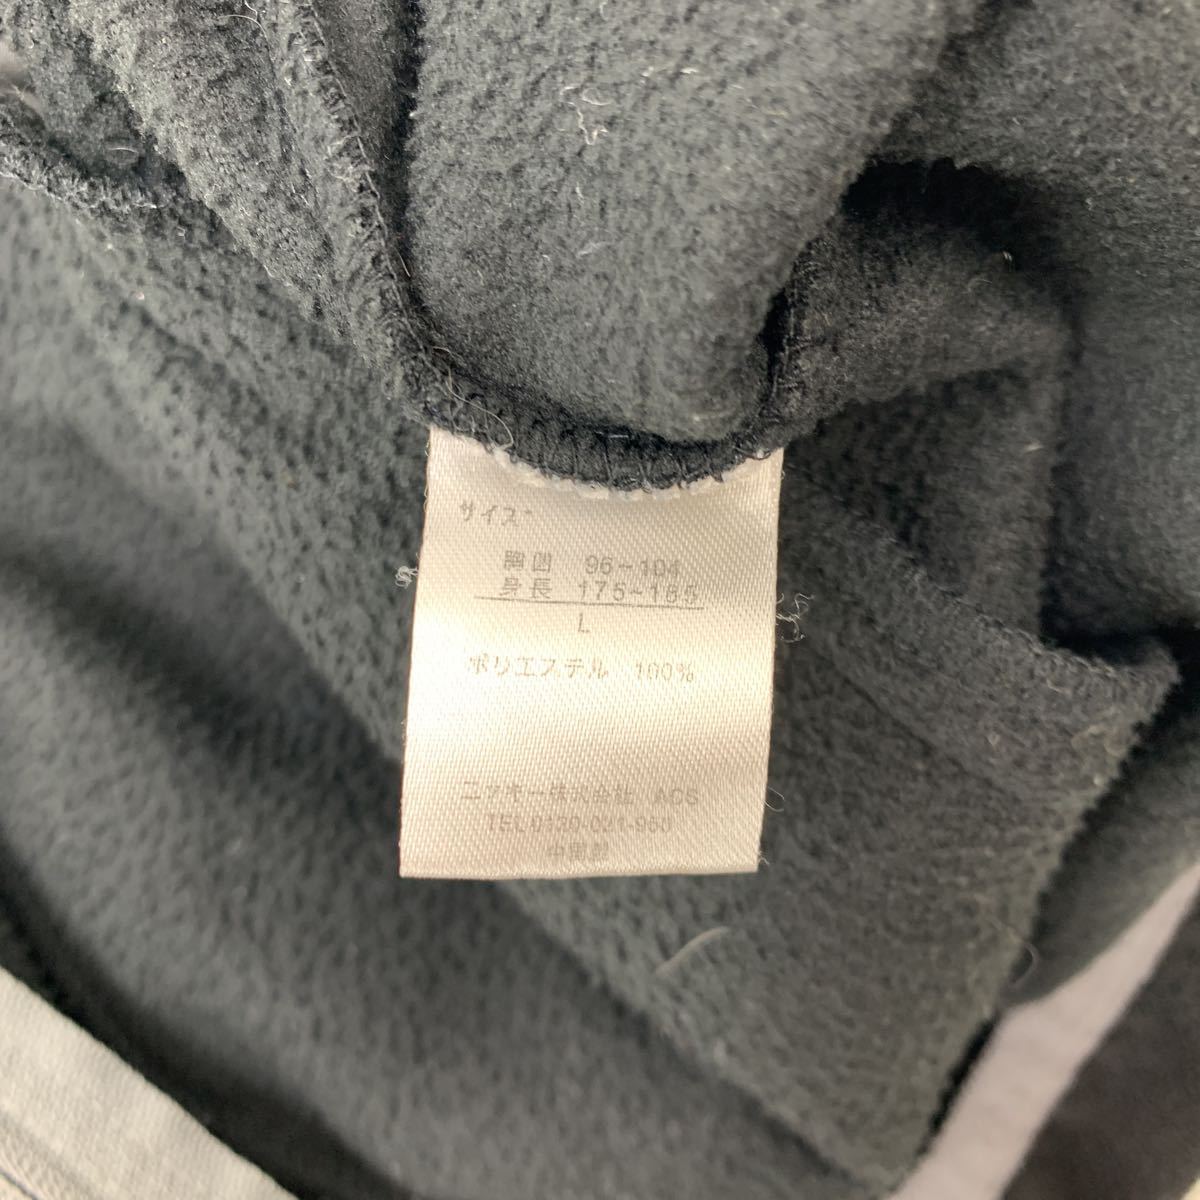 サイズ
胸囲 96~104
身長 175~185
L
ポリエステル 100%
ニッキー株式会社 ACS
TEL 0120-021-960
中国製